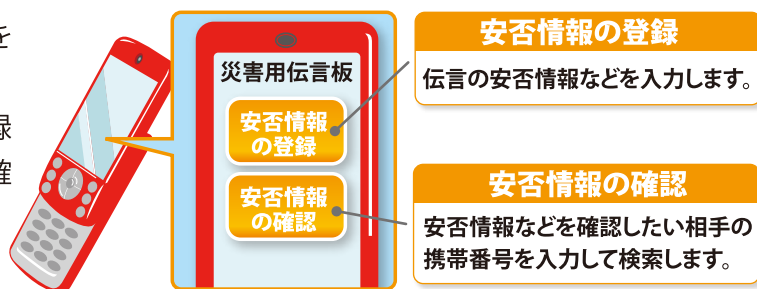 を
録
確
災害用伝言板
安否情報
の登録
安否情報
の確認
安否情報の登録
伝言の安否情報などを入力します。
安否情報の確認
安否情報などを確認したい相手の
携帯番号を入力して検索します。